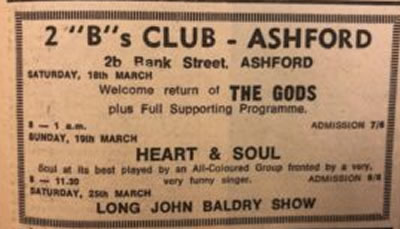 2 "B"s CLUB - ASHFORD
2b Bank Street, ASHFORD
SATURDAY, 18th MARCH
Welcome return of THE GODS
plus Full Supporting Programme.
8 — 1 a.m. ADMISSION 7/6
SUNDAY, 19th MARCH
HEART & SOUL
Soul at its best played by an All-Coloured Group fronted by a very,
8 — 11.30 very funny singer. ADMISSION 6/6
SATURDAY, 25th MARCH
LONG JOHN BALDRY SHOW